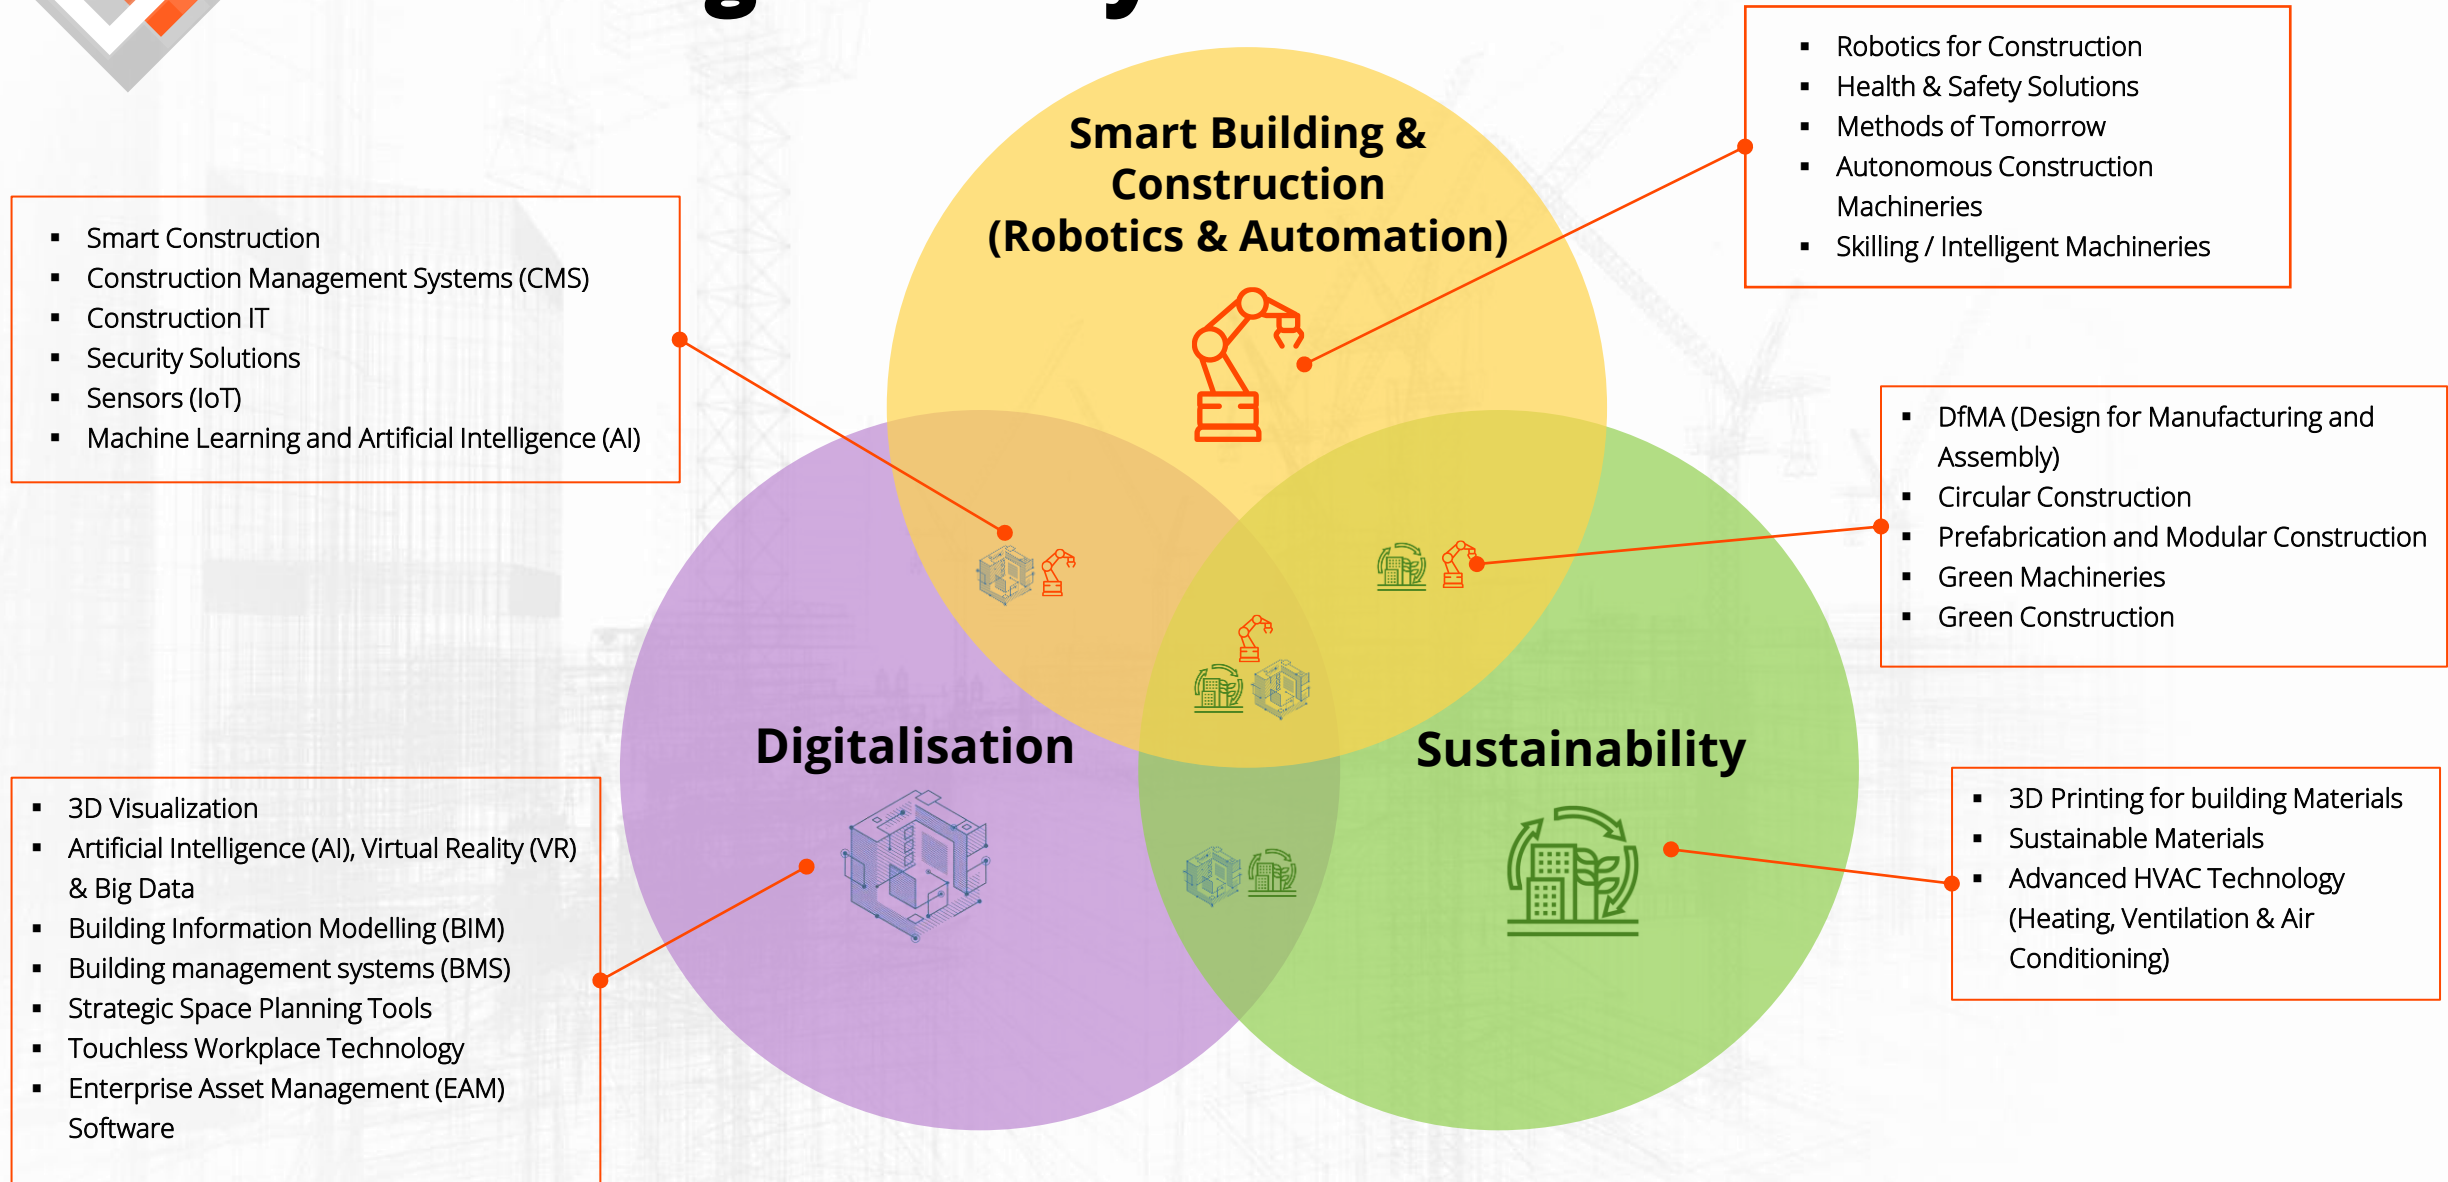 Smart Building &
Construction
(Robotics & Automation)
▪ Robotics for Construction
▪ Health & Safety Solutions
▪ Methods of Tomorrow
▪ Autonomous Construction
Machineries
▪ Skilling / Intelligent Machineries
▪ Smart Construction
▪ Construction Management Systems (CMS)
▪ Construction IT
▪ Security Solutions
▪ Sensors (IoT)
▪ Machine Learning and Artificial Intelligence (AI)
▪ DfMA (Design for Manufacturing and
Assembly)
▪ Circular Construction
▪ Prefabrication and Modular Construction
▪ Green Machineries
▪ Green Construction
Digitalisation
Sustainability
▪ 3D Visualization
▪ Artificial Intelligence (AI), Virtual Reality (VR)
& Big Data
▪ Building Information Modelling (BIM)
▪ Building management systems (BMS)
▪ Strategic Space Planning Tools
▪ Touchless Workplace Technology
▪ Enterprise Asset Management (EAM)
Software
▪ 3D Printing for building Materials
▪ Sustainable Materials
▪ Advanced HVAC Technology
(Heating, Ventilation & Air
Conditioning)